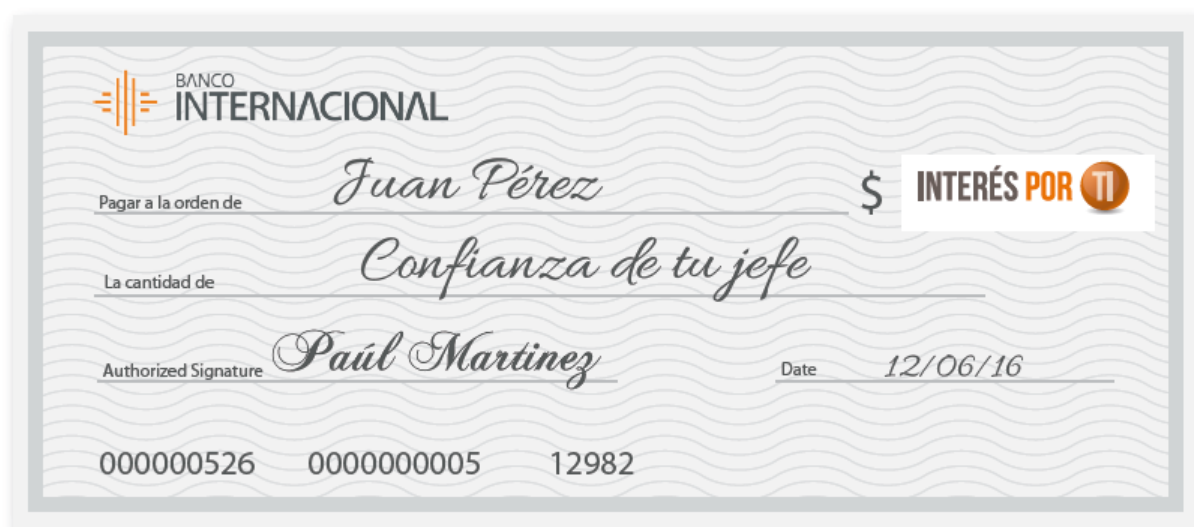 BANCO
INTERNACIONAL
Pagar a la orden de Juan Pérez $ INTERÉS POR TI
La cantidad de Confianza de tu jefe
Authorized Signature Paúl Martinez Date 12/06/16
000000526 0000000005 12982